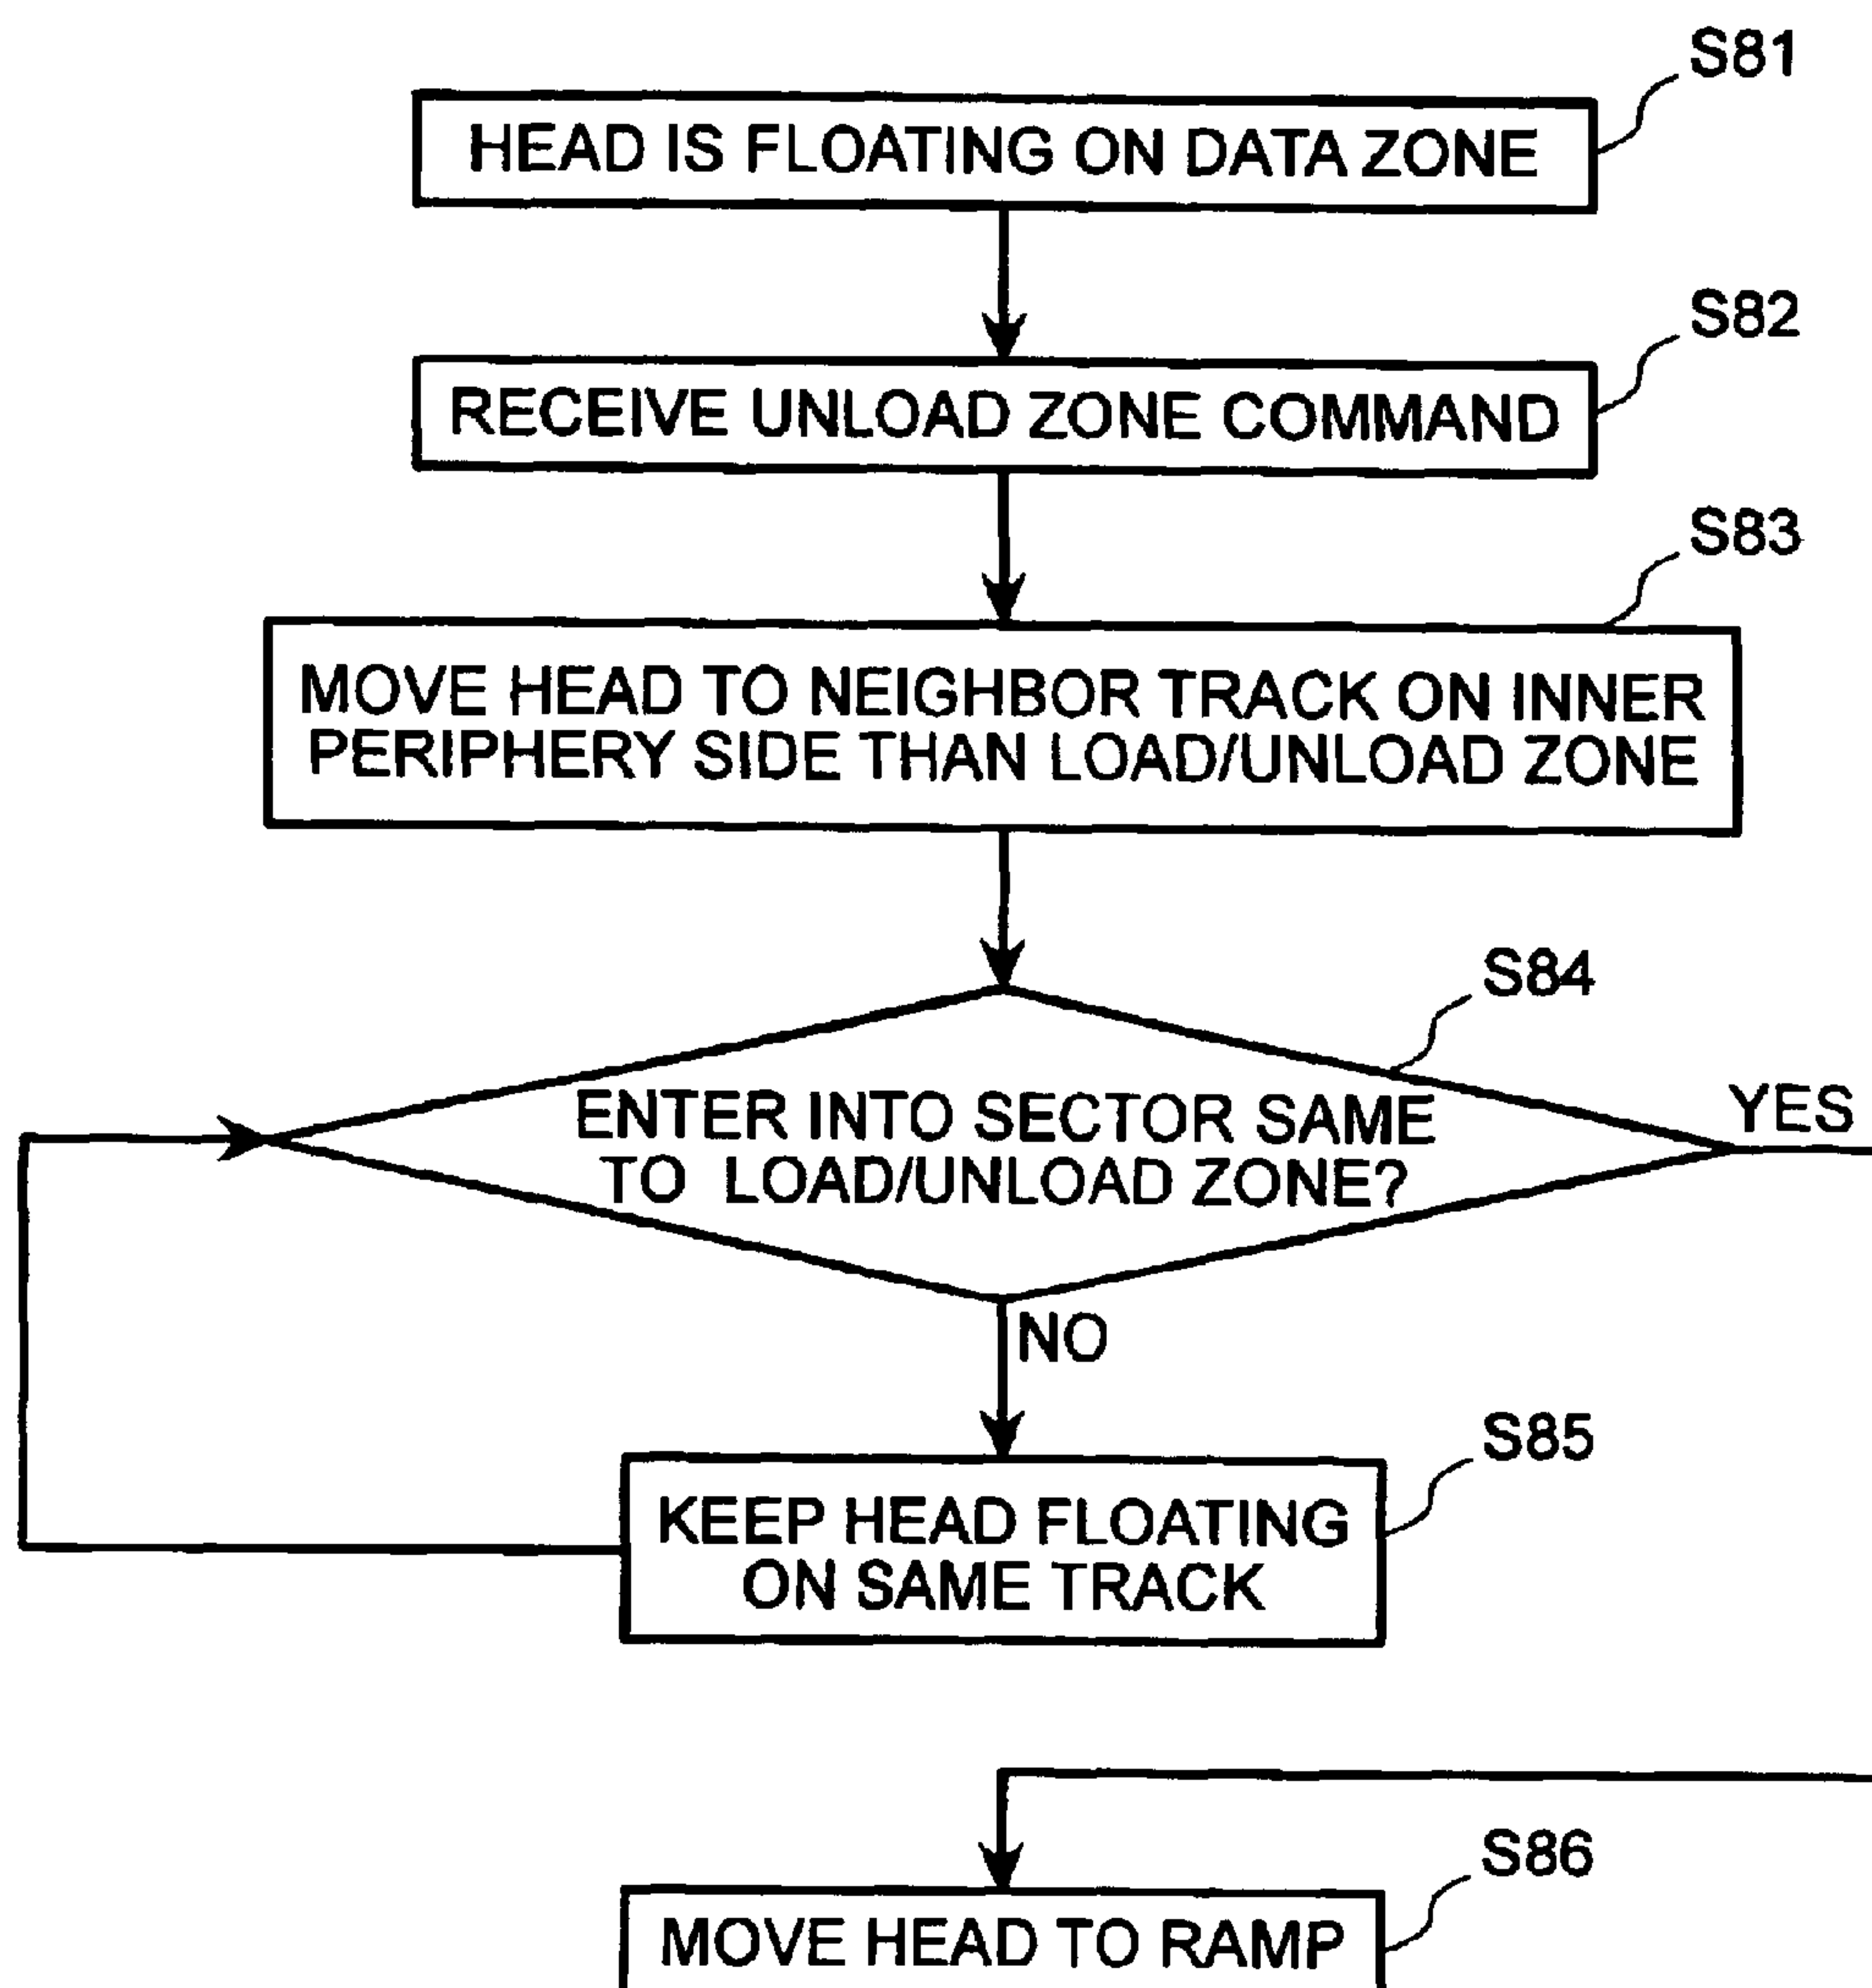 S81
HEAD IS FLOATING ON DATA ZONE
S82
RECEIVE UNLOAD ZONE COMMAND
S83
MOVE HEAD TO NEIGHBOR TRACK ON INNER
PERIPHERY SIDE THAN LOAD/UNLOAD ZONE
S84
ENTER INTO SECTOR SAME
TO LOAD/UNLOAD ZONE?
YES
NO
S85
KEEP HEAD FLOATING
ON SAME TRACK
S86
MOVE HEAD TO RAMP